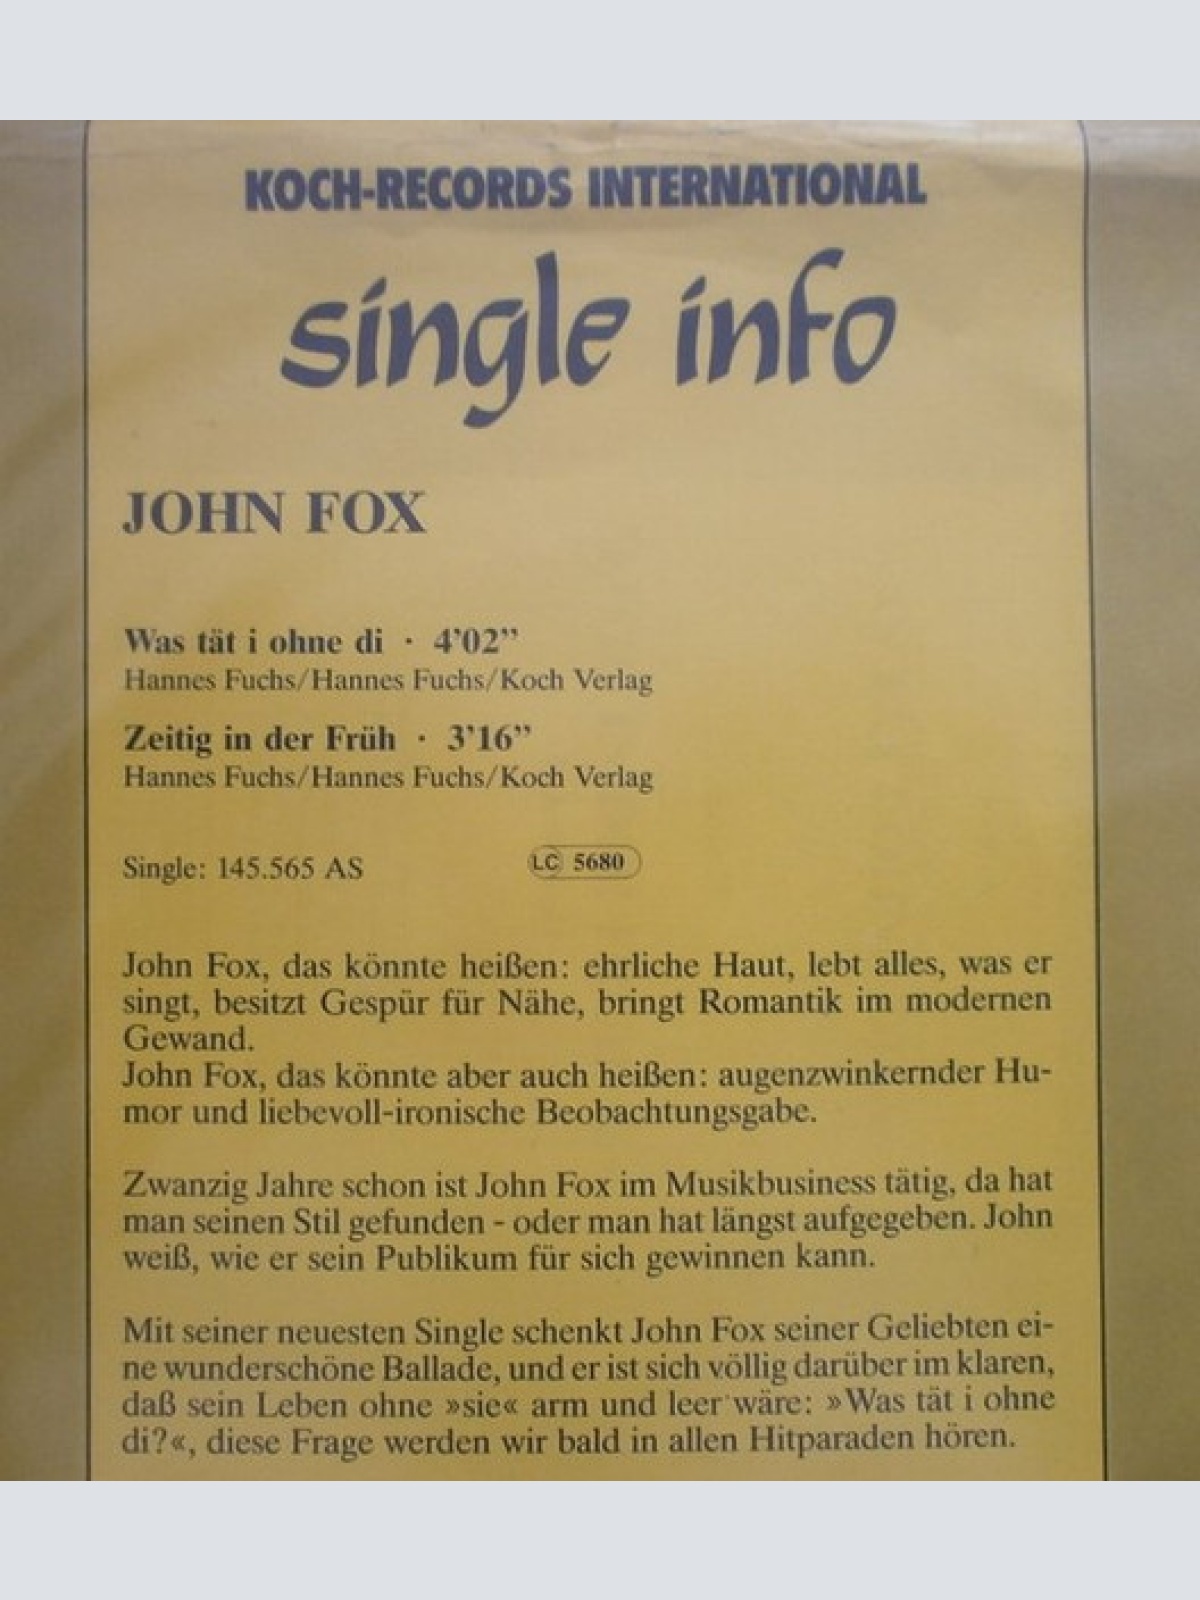 KOCH-RECORDS INTERNATIONAL
single info
JOHN FOX
Was tät i ohne di · 4’02”
Hannes Fuchs/Hannes Fuchs/Koch Verlag
Zeitig in der Früh · 3’16”
Hannes Fuchs/Hannes Fuchs/Koch Verlag
Single: 145.565 AS LC 5680
John Fox, das könnte heißen: ehrliche Haut, lebt alles, was er
singt, besitzt Gespür für Nähe, bringt Romantik im modernen
Gewand.
John Fox, das könnte aber auch heißen: augenzwinkernder Hu-
mor und liebevoll-ironische Beobachtungsgabe.
Zwanzig Jahre schon ist John Fox im Musikbusiness tätig, da hat
man seinen Stil gefunden - oder man hat längst aufgegeben. John
weiß, wie er sein Publikum für sich gewinnen kann.
Mit seiner neuesten Single schenkt John Fox seiner Geliebten ei-
ne wunderschöne Ballade, und er ist sich völlig darüber im klaren,
daß sein Leben ohne »sie« arm und leer wäre: »Was tät i ohne
di?«, diese Frage werden wir bald in allen Hitparaden hören.